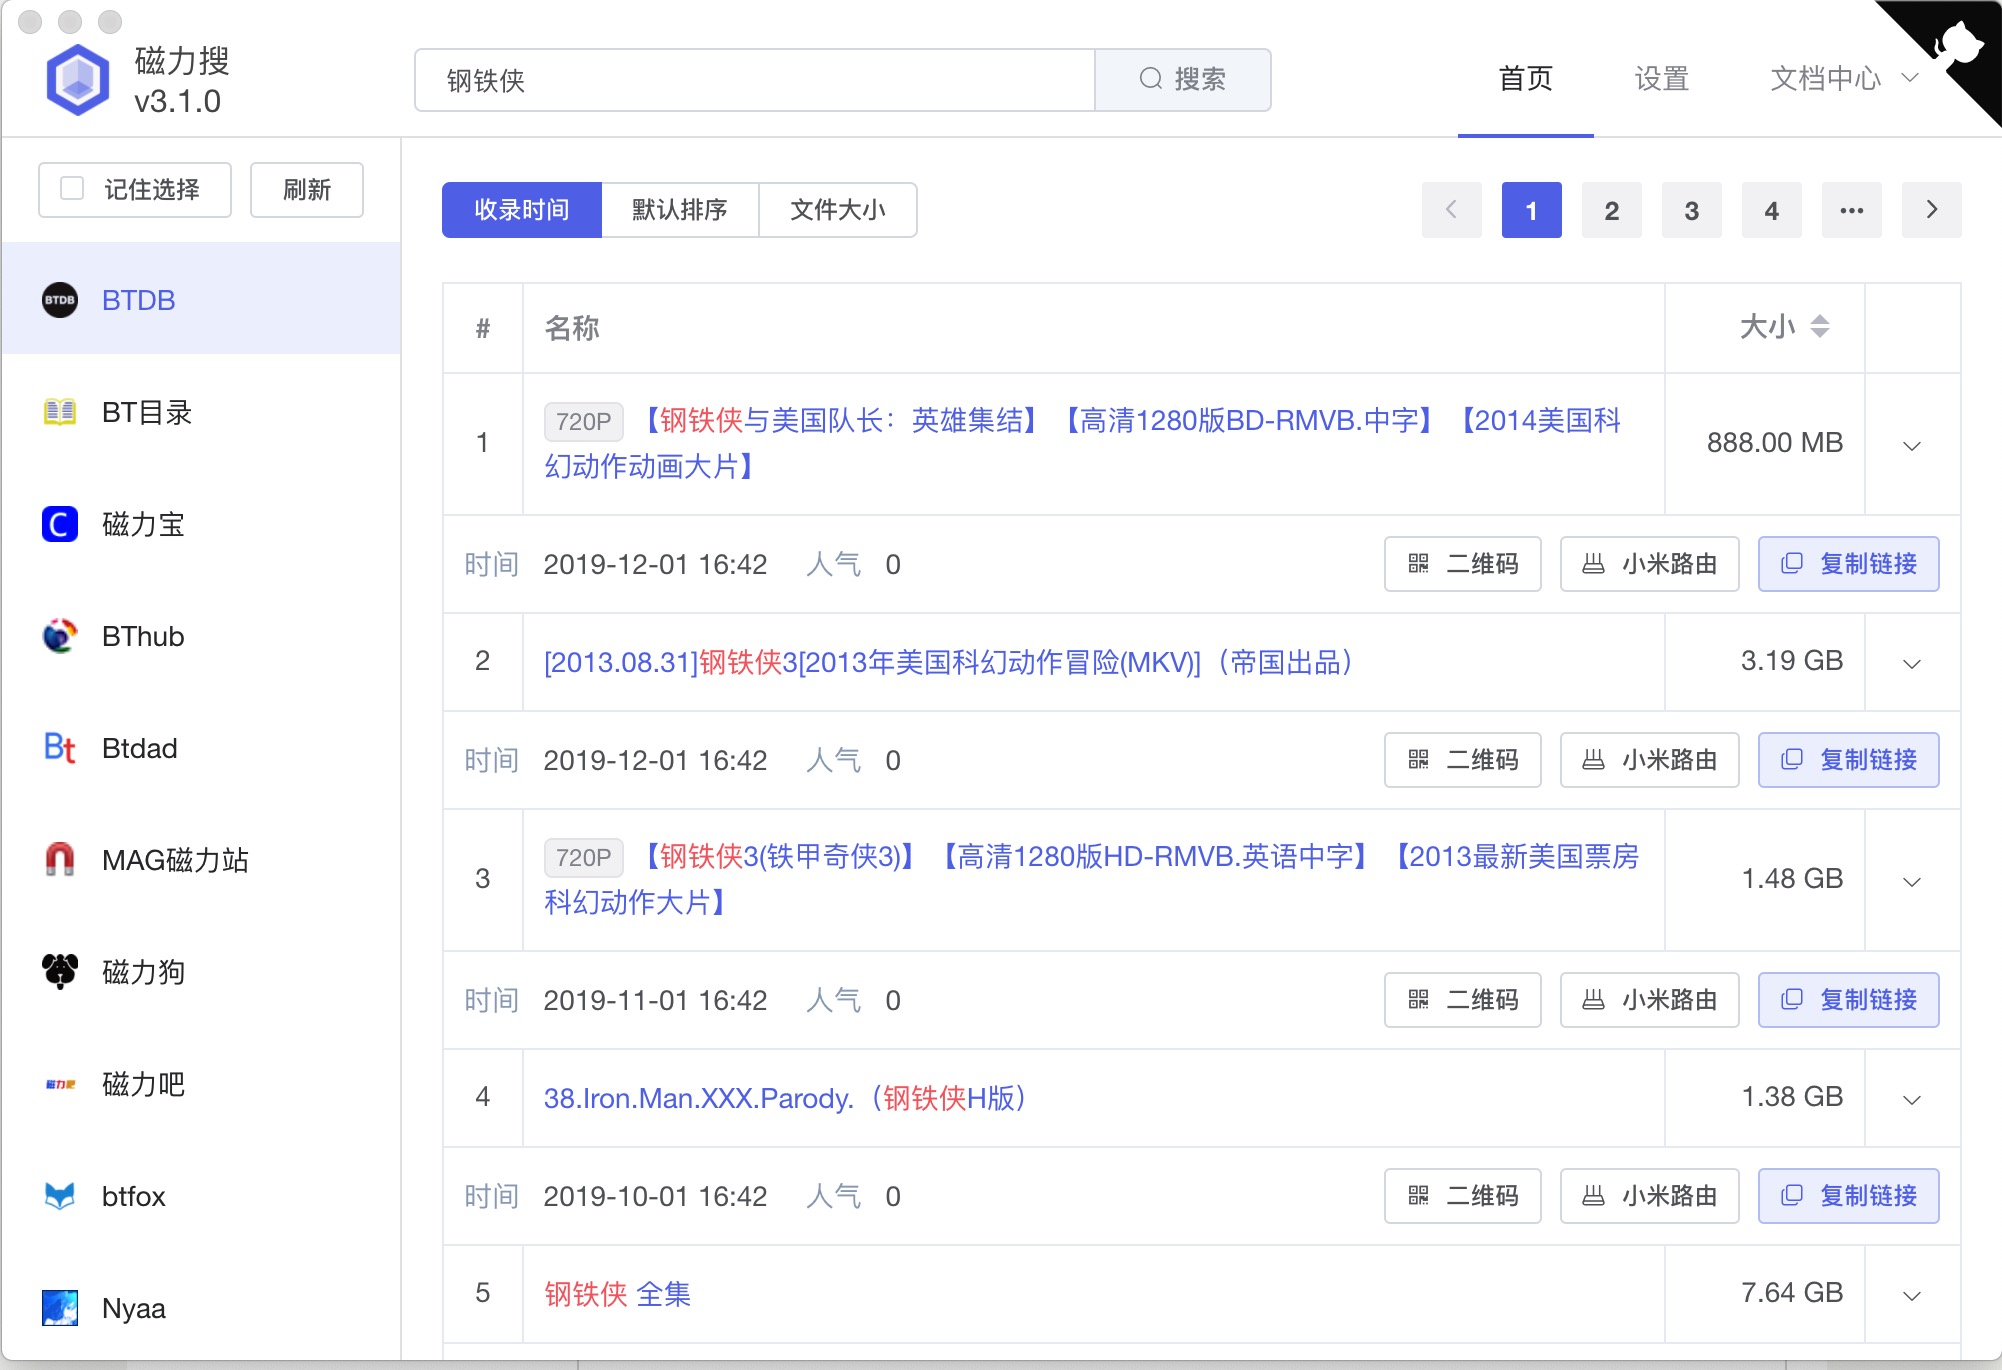 磁力搜
v3.1.0
钢铁侠
搜索
首页
设置
文档中心
记住选择
刷新
BTDB
BTDB
BT目录
C
磁力宝
BThub
Bt
Btdad
MAG磁力站
磁力狗
磁力吧
磁力吧
btfox
Nyaa
收录时间
默认排序
文件大小
1
2
3
4
•••
#
名称
大小
1
720P 【钢铁侠与美国队长：英雄集结】【高清1280版BD-RMVB.中字】【2014美国科
幻动作动画大片】
888.00 MB
时间 2019-12-01 16:42 人气 0
二维码
小米路由
复制链接
2
[2013.08.31]钢铁侠3[2013年美国科幻动作冒险(MKV)]（帝国出品）
3.19 GB
时间 2019-12-01 16:42 人气 0
二维码
小米路由
复制链接
3
720P 【钢铁侠3(铁甲奇侠3)】【高清1280版HD-RMVB.英语中字】【2013最新美国票房
科幻动作大片】
1.48 GB
时间 2019-11-01 16:42 人气 0
二维码
小米路由
复制链接
4
38.Iron.Man.XXX.Parody.（钢铁侠H版）
1.38 GB
时间 2019-10-01 16:42 人气 0
二维码
小米路由
复制链接
5
钢铁侠 全集
7.64 GB